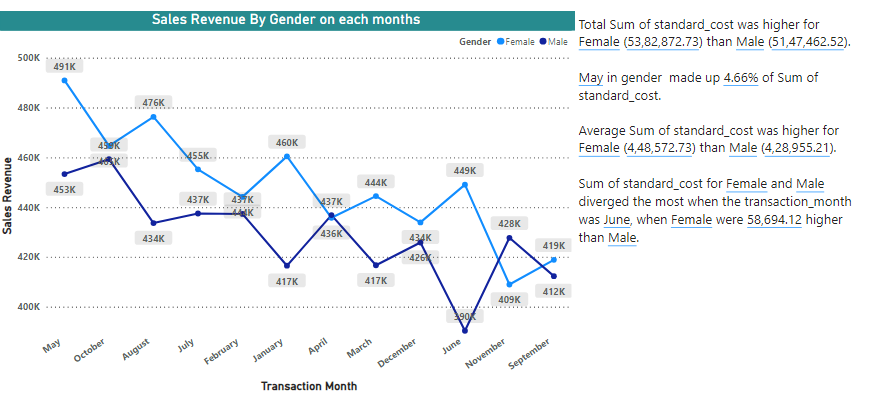 Sales Revenue By Gender on each months
Gender Female Male
500K
480K
460K
440K
420K
400K
Sales Revenue
491K
476K
455K
460K
449K
444K
437K
437K
437K
453K
434K
417K
436K
417K
434K
426K
390K
428K
409K
419K
412K
May
October
August
July
February
January
April
March
December
June
November
September
Transaction Month
Total Sum of standard_cost was higher for
Female (53,82,872.73) than Male (51,47,462.52).
May in gender made up 4.66% of Sum of
standard_cost.
Average Sum of standard_cost was higher for
Female (4,48,572.73) than Male (4,28,955.21).
Sum of standard_cost for Female and Male
diverged the most when the transaction_month
was June, when Female were 58,694.12 higher
than Male.